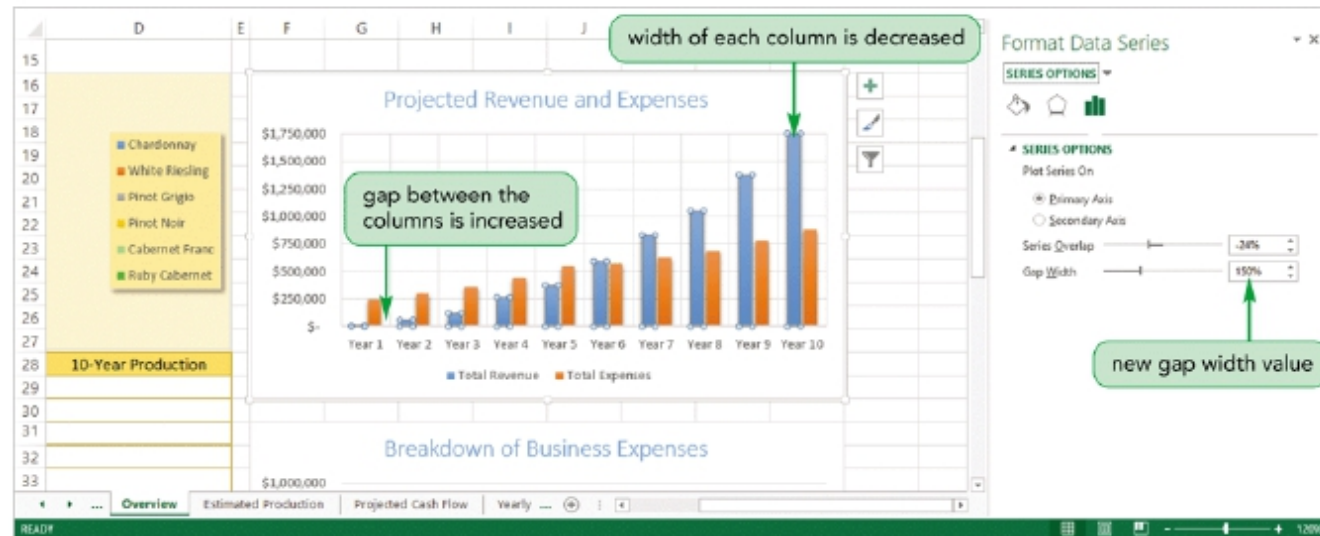 width of each column is decreased
D E F G H I J
Format Data Series
SERIES OPTIONS
15
16
17
18
19
20
21
22
23
24
25
26
27
28
29
30
31
32
33
Chardonnay
White Riesling
Pinot Grigio
Pinot Noir
Cabernet Franc
Ruby Cabernet
10-Year Production
Projected Revenue and Expenses
$1,750,000
$1,500,000
$1,250,000
$1,000,000
$750,000
$500,000
$250,000
$-
gap between the
columns is increased
Year 1 Year 2 Year 3 Year 4 Year 5 Year 6 Year 7 Year 8 Year 9 Year 10
Total Revenue Total Expenses
Breakdown of Business Expenses
$1,000,000
SERIES OPTIONS
Plot Series On
Primary Axis
Secondary Axis
Series Overlap -24%
Gap Width 150%
new gap width value
... Overview Estimated Production Projected Cash Flow Yearly ...
READY